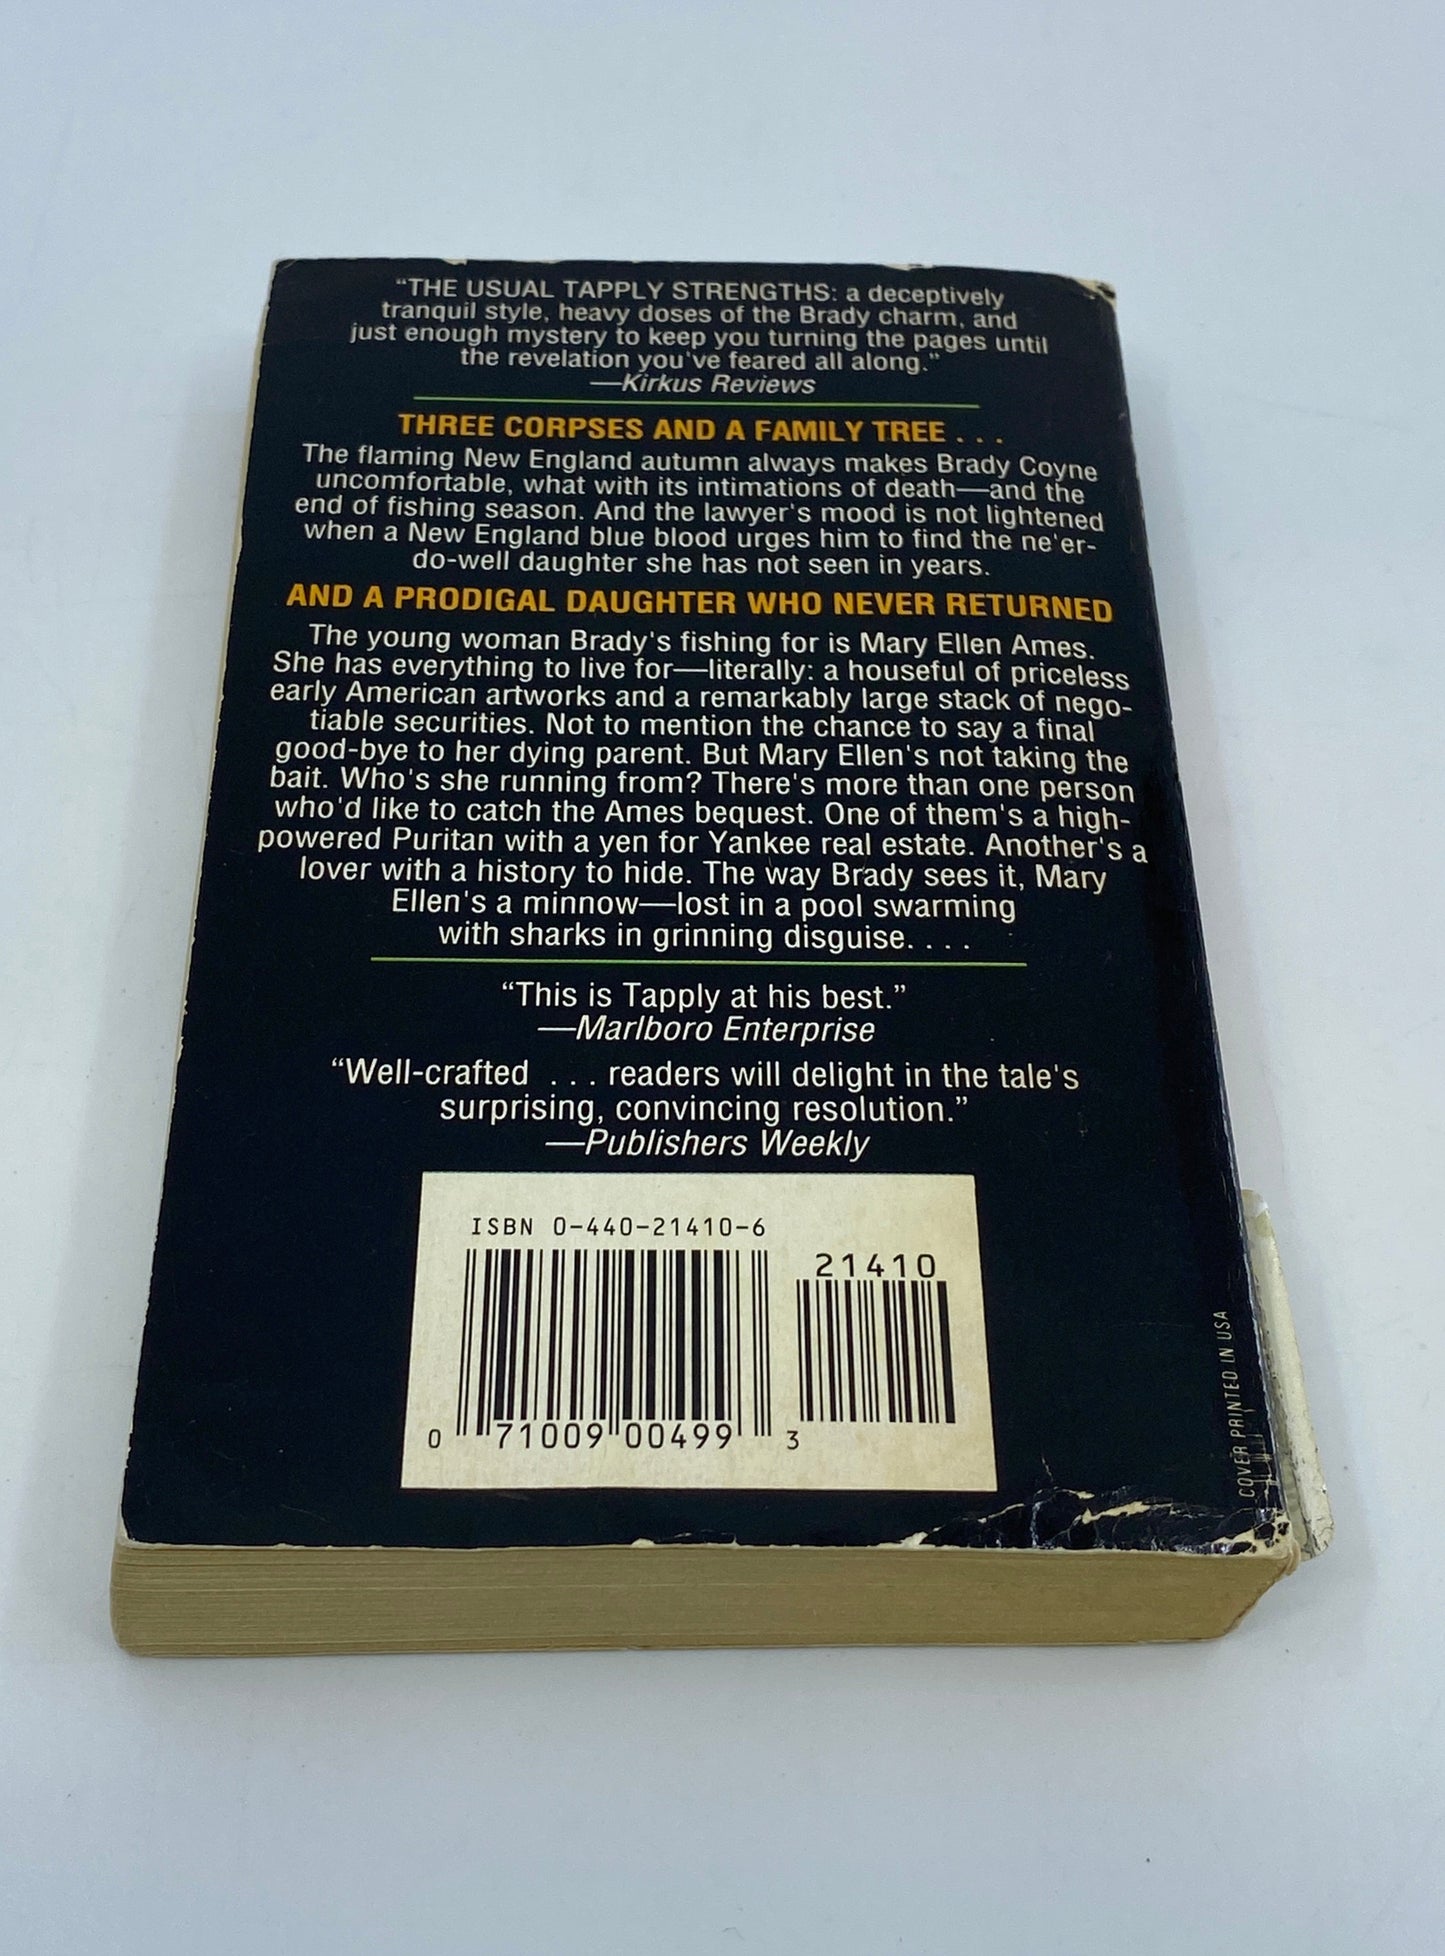 “THE USUAL TAPPLY STRENGTHS: a deceptively
tranquil style, heavy doses of the Brady charm, and
just enough mystery to keep you turning the pages until
the revelation you've feared all along.”
—Kirkus Reviews
THREE CORPSES AND A FAMILY TREE . . .
The flaming New England autumn always makes Brady Coyne
uncomfortable, what with its intimations of death—and the
end of fishing season. And the lawyer's mood is not lightened
when a New England blue blood urges him to find the ne'er-
do-well daughter she has not seen in years.
AND A PRODIGAL DAUGHTER WHO NEVER RETURNED
The young woman Brady's fishing for is Mary Ellen Ames.
She has everything to live for—literally: a houseful of priceless
early American artworks and a remarkably large stack of nego-
tiable securities. Not to mention the chance to say a final
good-bye to her dying parent. But Mary Ellen's not taking the
bait. Who's she running from? There's more than one person
who'd like to catch the Ames bequest. One of them's a high-
powered Puritan with a yen for Yankee real estate. Another's a
lover with a history to hide. The way Brady sees it, Mary
Ellen's a minnow—lost in a pool swarming
with sharks in grinning disguise. . . .
“This is Tapply at his best.”
—Marlboro Enterprise
“Well-crafted . . . readers will delight in the tale's
surprising, convincing resolution.”
—Publishers Weekly
ISBN 0-440-21410-6
21410
0 71009 00499 3
COVER PRINTED IN USA